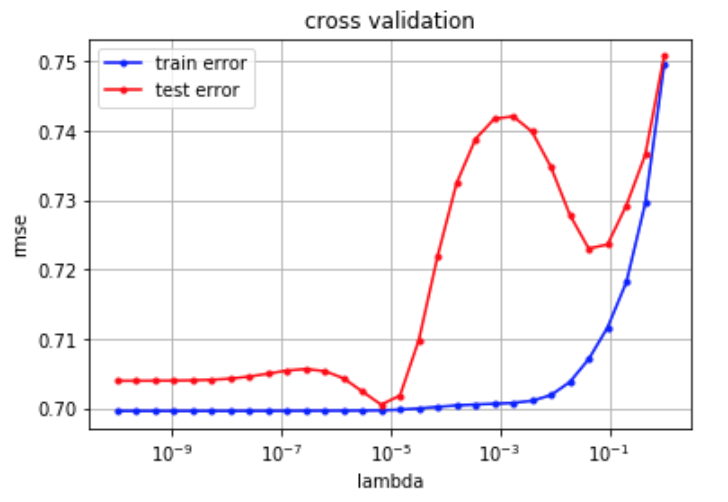 cross validation
train error
test error
0.75
0.74
0.73
0.72
0.71
0.70
rmse
10⁻⁹
10⁻⁷
10⁻⁵
10⁻³
10⁻¹
lambda